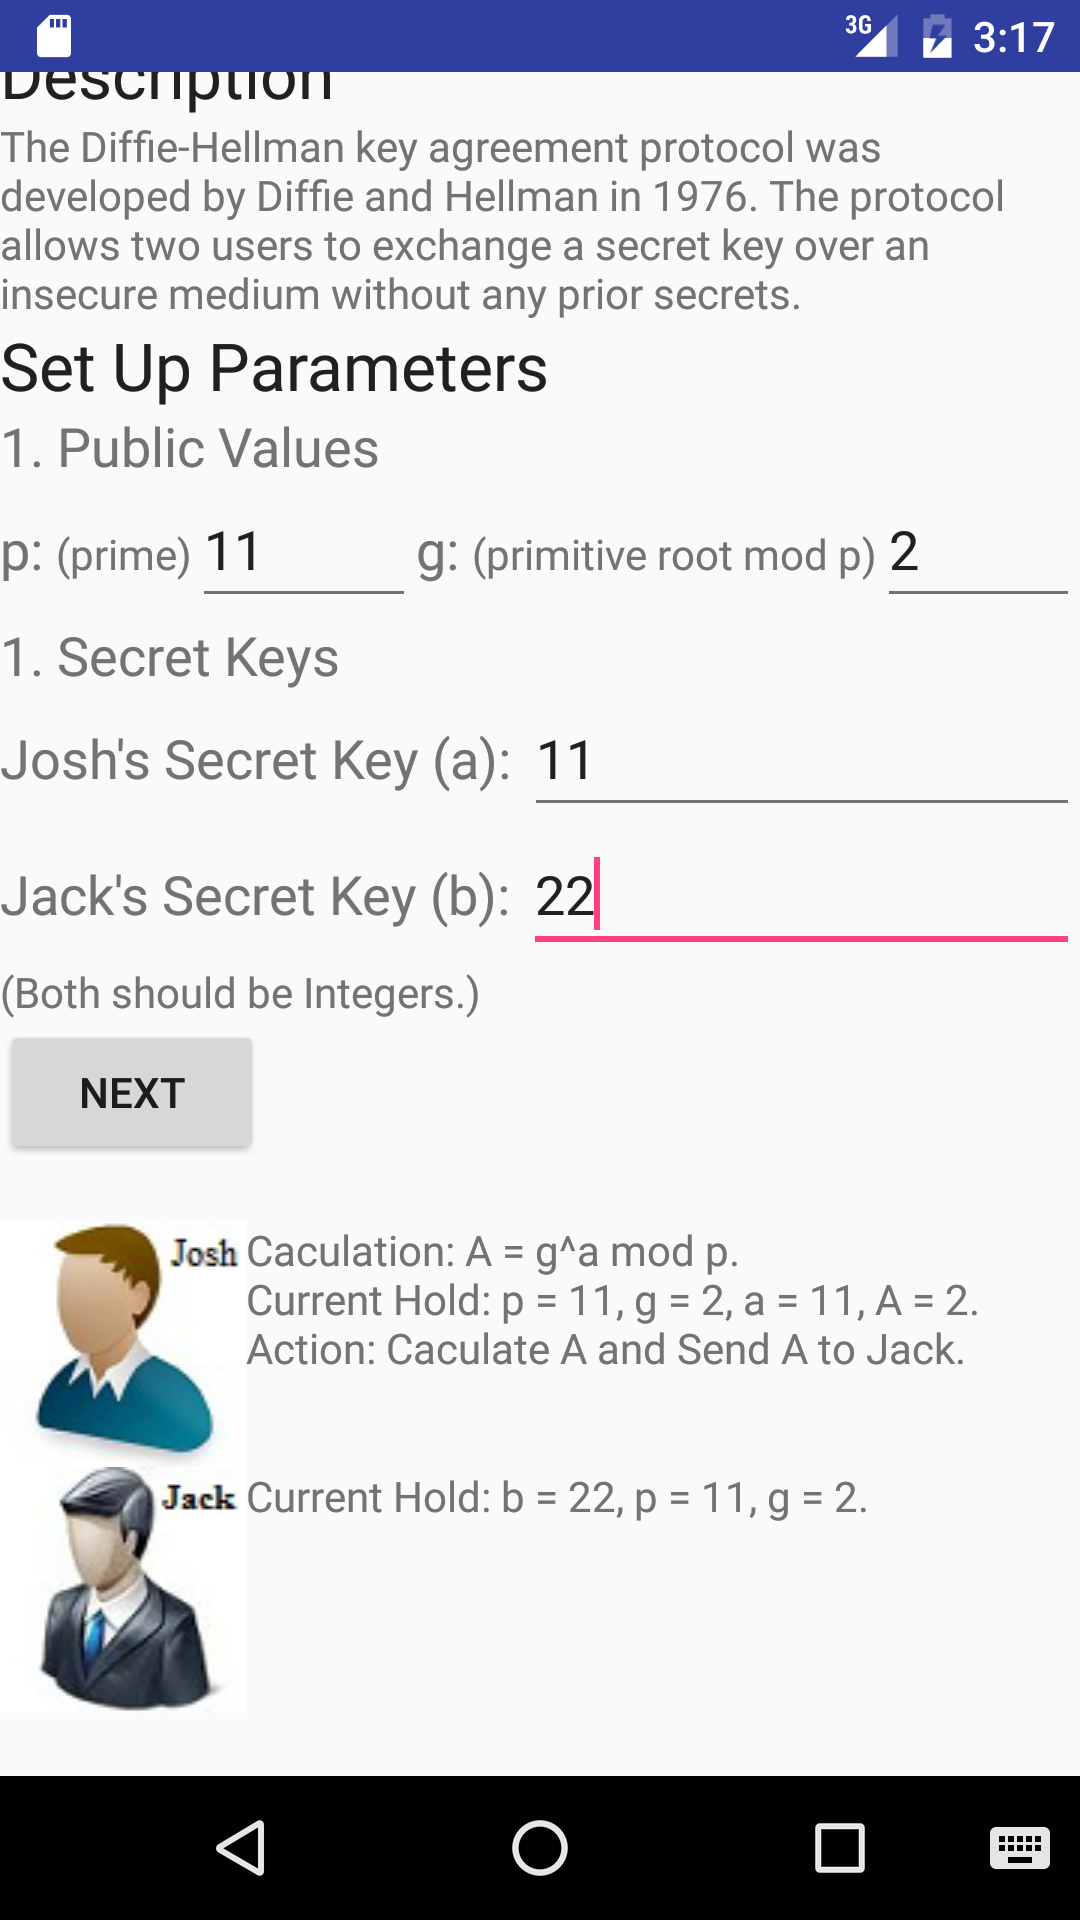 3G 3:17
Description
The Diffie-Hellman key agreement protocol was
developed by Diffie and Hellman in 1976. The protocol
allows two users to exchange a secret key over an
insecure medium without any prior secrets.
Set Up Parameters
1. Public Values
p: (prime) 11 g: (primitive root mod p) 2
1. Secret Keys
Josh's Secret Key (a): 11
Jack's Secret Key (b): 22
(Both should be Integers.)
NEXT
Josh
Caculation: A = g^a mod p.
Current Hold: p = 11, g = 2, a = 11, A = 2.
Action: Caculate A and Send A to Jack.
Jack
Current Hold: b = 22, p = 11, g = 2.